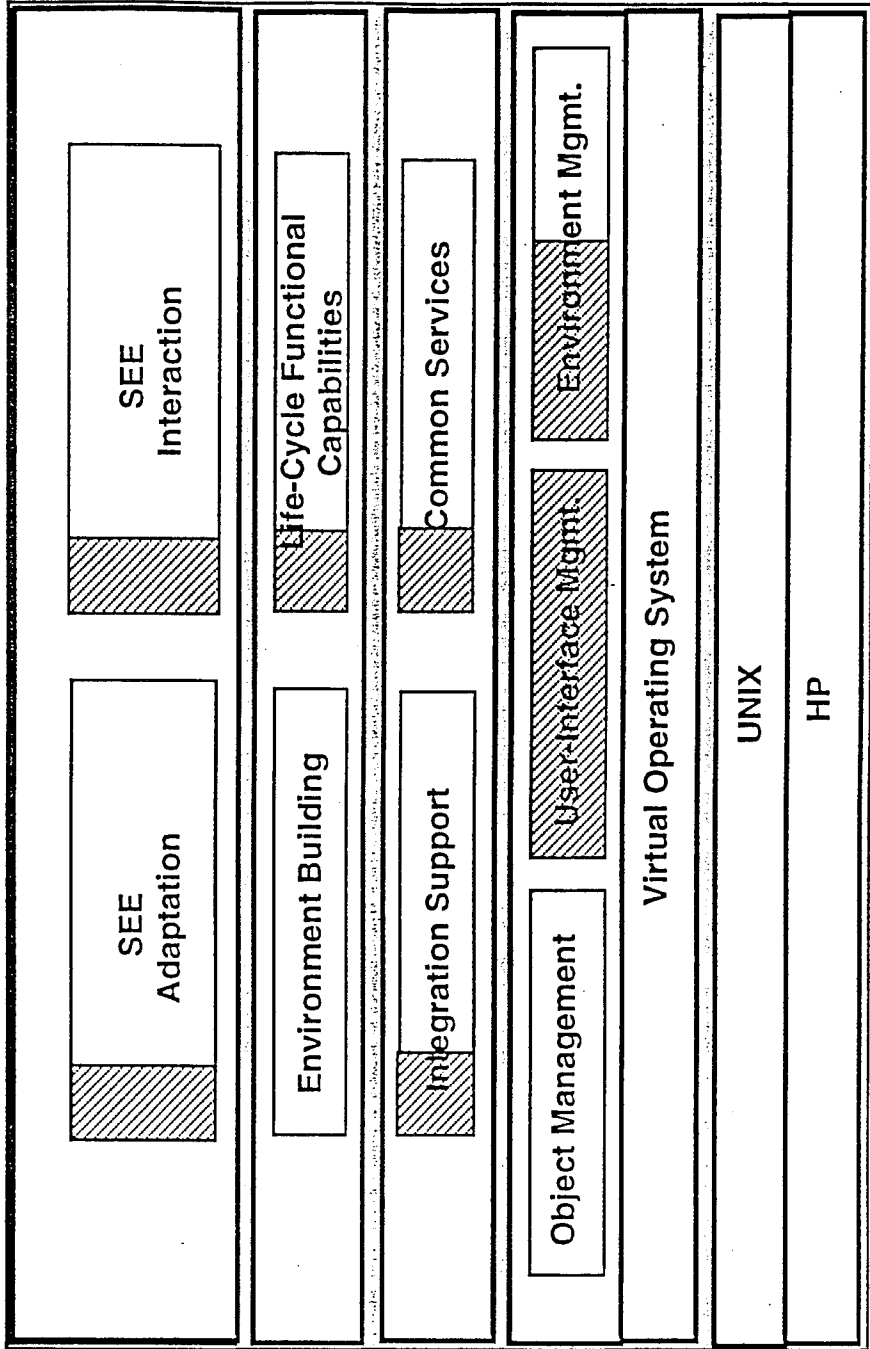 SEE
Adaptation
SEE
Interaction
Environment Building
Life-Cycle Functional
Capabilities
Integration Support
Common Services
Object Management
User-Interface Mgmt.
Environment Mgmt.
Virtual Operating System
UNIX
HP